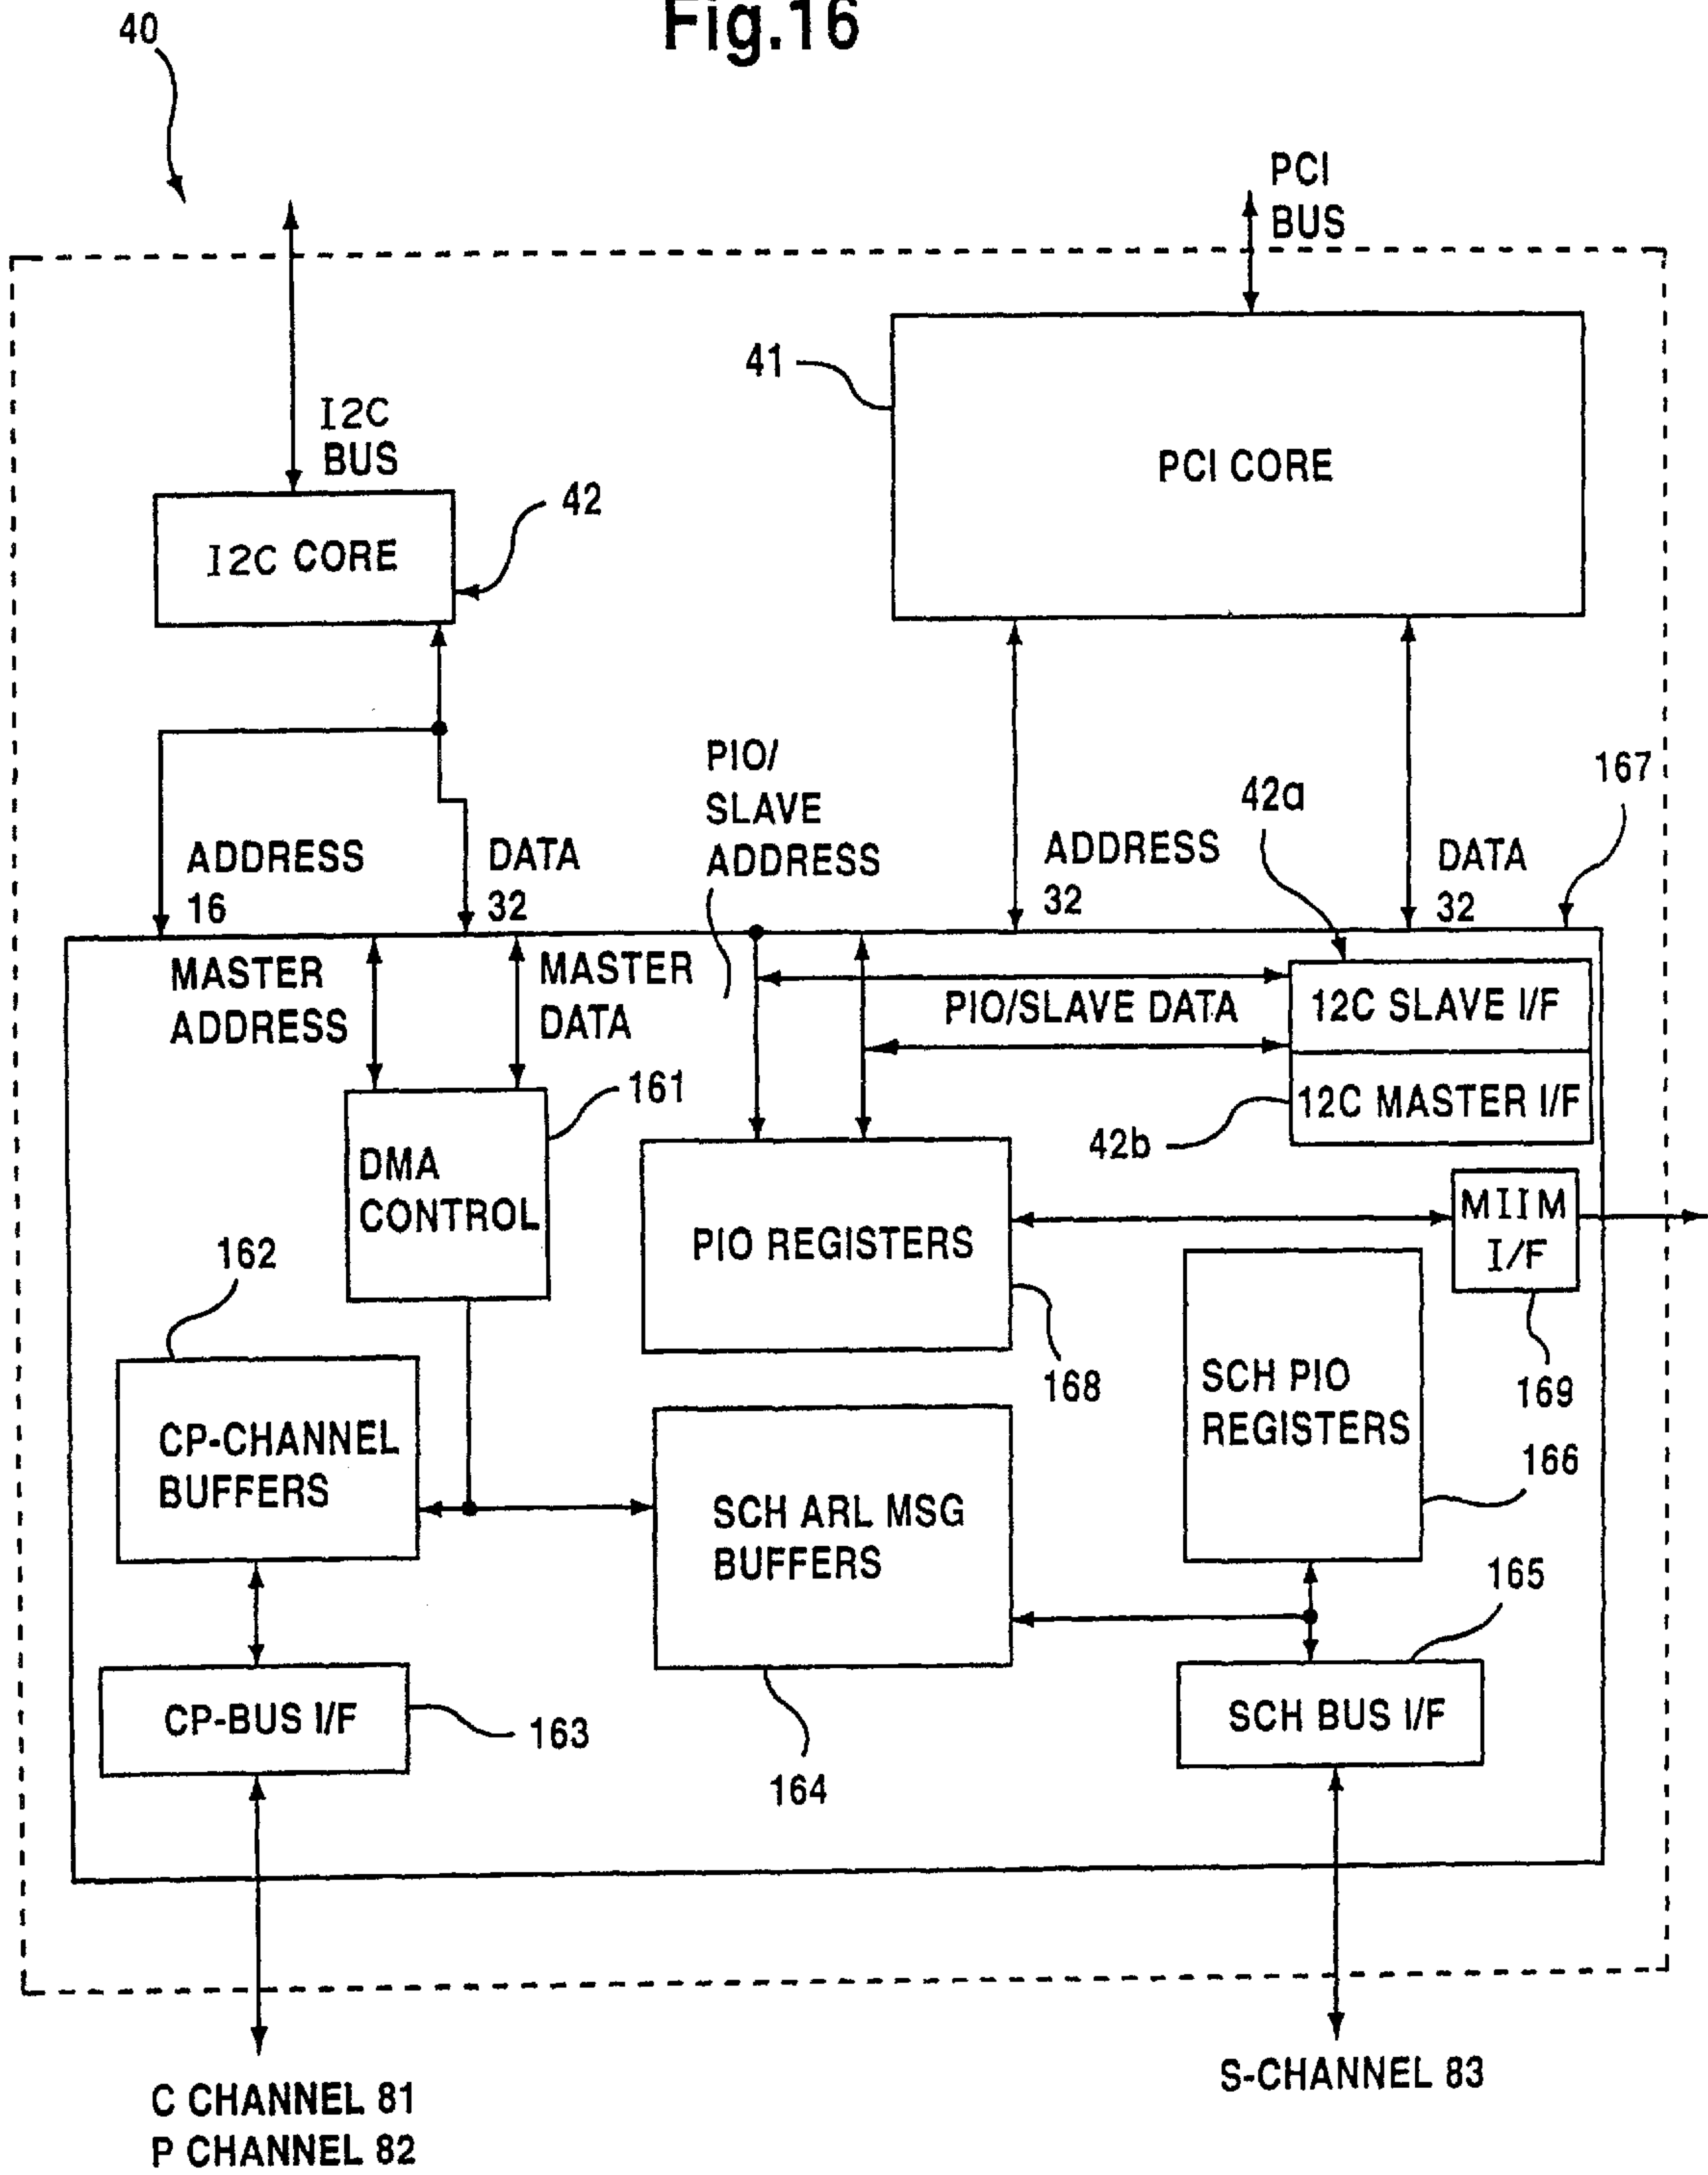 Fig.16
40
PCI
BUS
41
I2C
BUS
PCI CORE
42
I2C CORE
PIO/
SLAVE
ADDRESS
167
42a
ADDRESS
16
DATA
32
ADDRESS
32
DATA
32
MASTER
ADDRESS
MASTER
DATA
PIO/SLAVE DATA
12C SLAVE I/F
12C MASTER I/F
42b
161
DMA
CONTROL
MIIM
I/F
PIO REGISTERS
162
168
169
SCH PIO
REGISTERS
166
CP-CHANNEL
BUFFERS
SCH ARL MSG
BUFFERS
165
CP-BUS I/F
163
164
SCH BUS I/F
C CHANNEL 81
P CHANNEL 82
S-CHANNEL 83